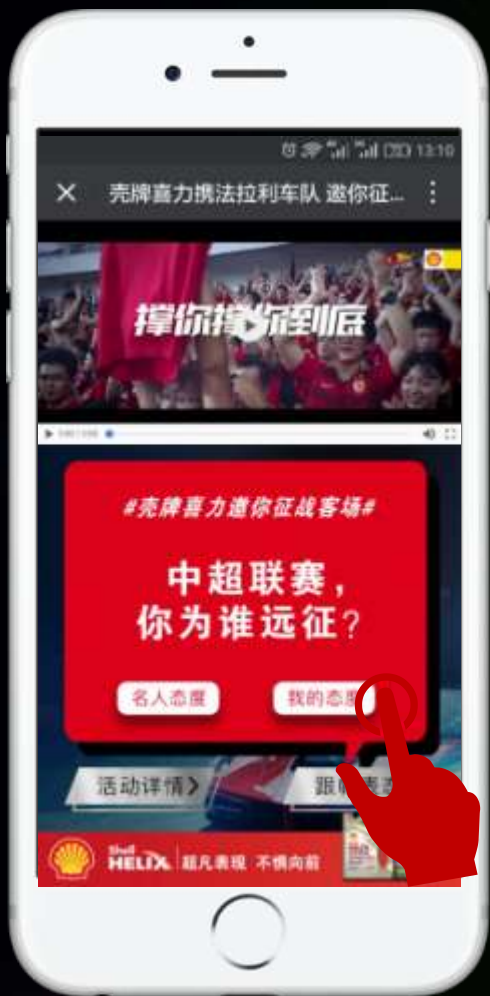 13:10
壳牌喜力携法拉利车队 邀你征...
撑你撑你到底
#壳牌喜力邀你征战客场#
中超联赛，
你为谁远征？
名人态度
我的态度
活动详情
Shell
HELIX
超凡表现 不惧向前